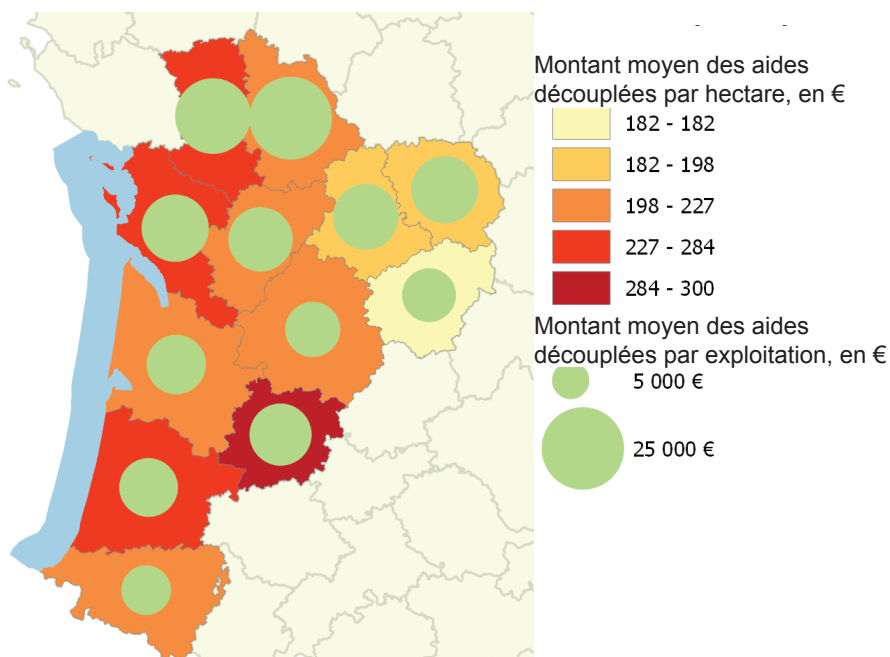 Montant moyen des aides
découplées par hectare, en €
182 - 182
182 - 198
198 - 227
227 - 284
284 - 300
Montant moyen des aides
découplées par exploitation, en €
5 000 €
25 000 €